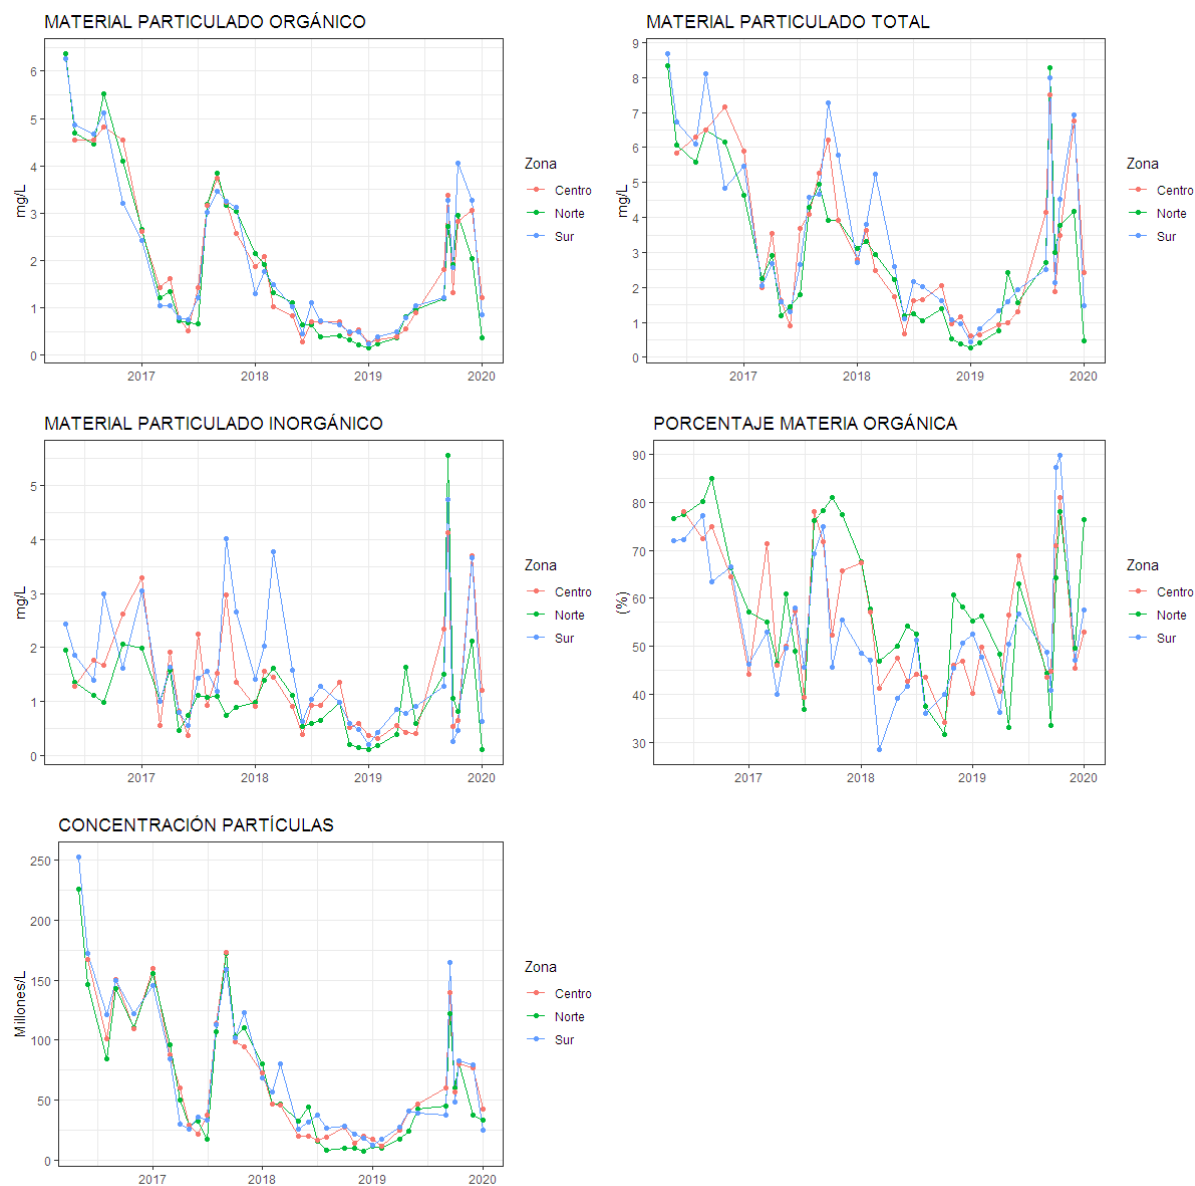 MATERIAL PARTICULADO ORGÁNICO
mg/L
6
5
4
3
2
1
0
2017
2018
2019
2020
Zona
Centro
Norte
Sur
MATERIAL PARTICULADO TOTAL
mg/L
9
8
7
6
5
4
3
2
1
0
2017
2018
2019
2020
Zona
Centro
Norte
Sur
MATERIAL PARTICULADO INORGÁNICO
mg/L
5
4
3
2
1
0
2017
2018
2019
2020
Zona
Centro
Norte
Sur
PORCENTAJE MATERIA ORGÁNICA
(%)
90
80
70
60
50
40
30
2017
2018
2019
2020
Zona
Centro
Norte
Sur
CONCENTRACIÓN PARTÍCULAS
Millones/L
250
200
150
100
50
0
2017
2018
2019
2020
Zona
Centro
Norte
Sur